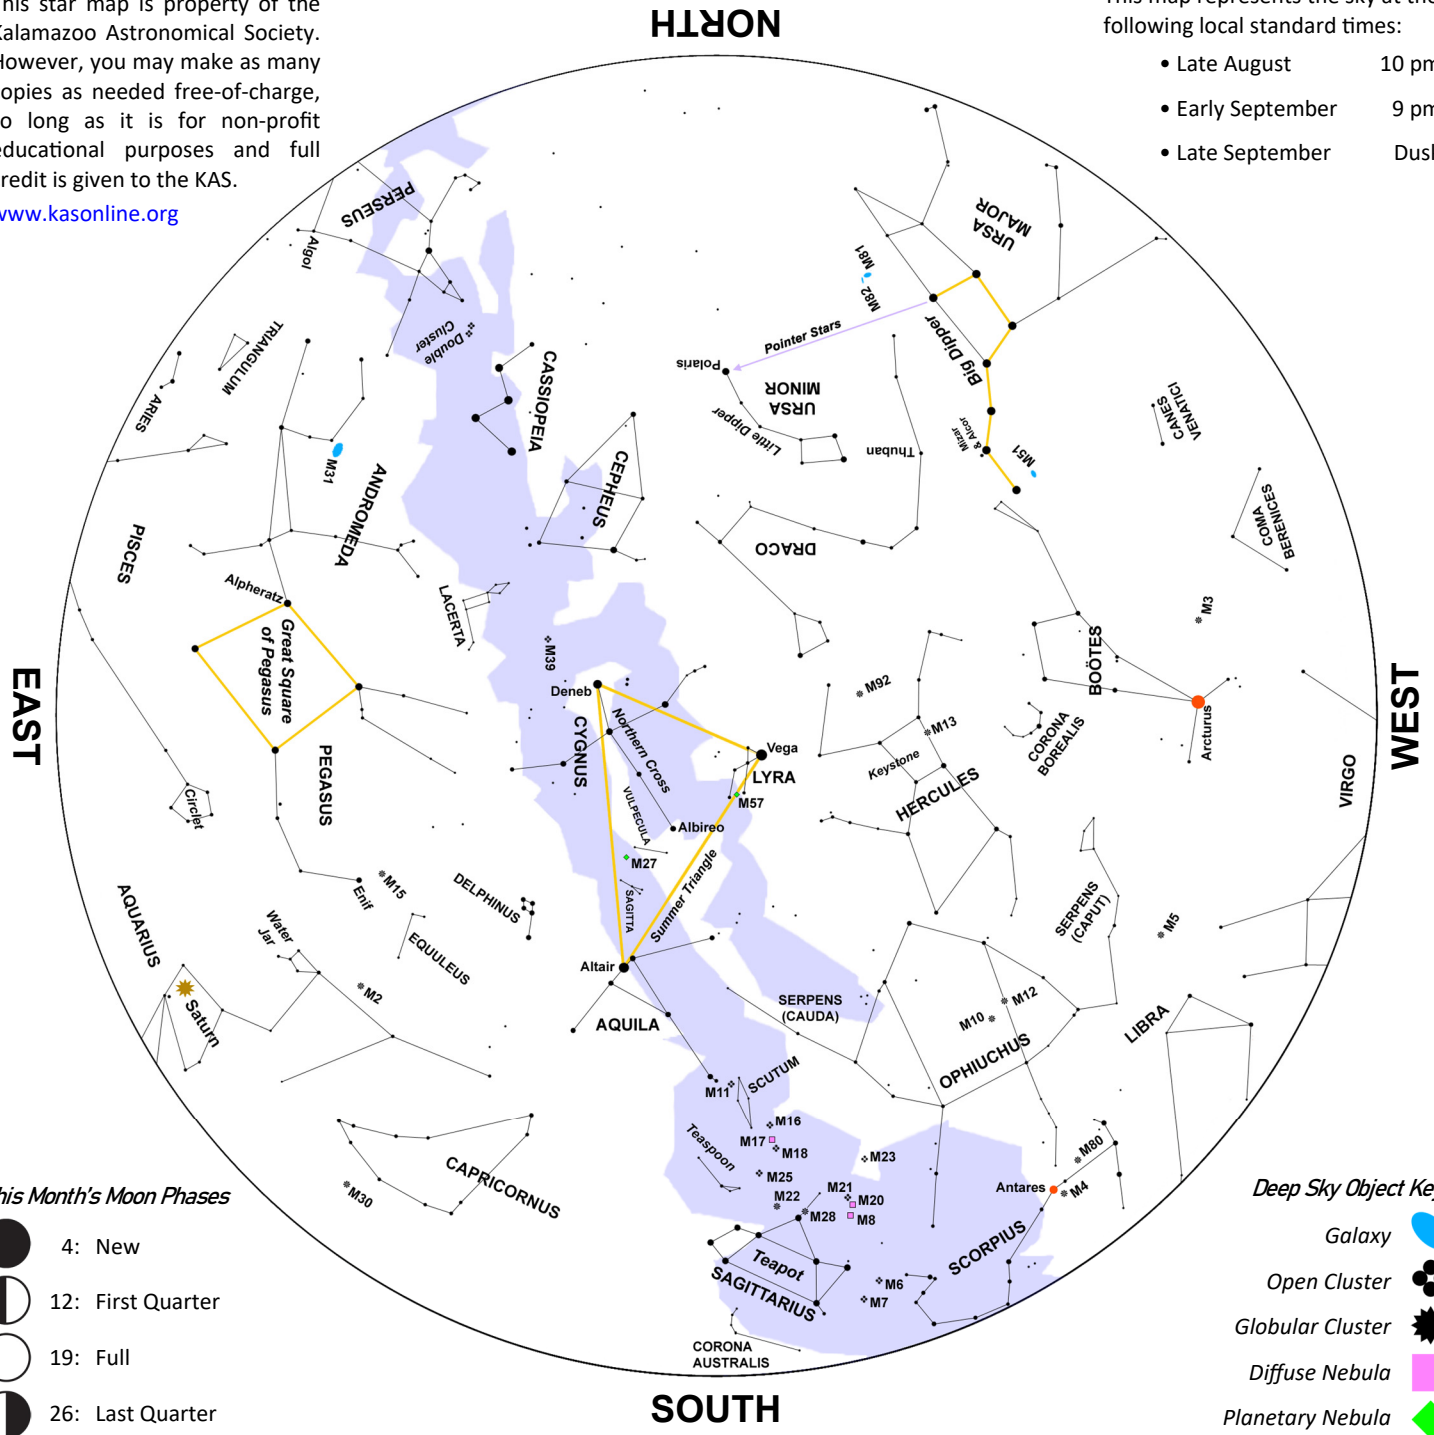 his star map is property of the
Kalamazoo Astronomical Society.
However, you may make as many
opies as needed free-of-charge,
o long as it is for non-profit
educational purposes and full
redit is given to the KAS.
www.kasonline.org
NORTH
following local standard times:
• Late August 10 pm
• Early September 9 pm
• Late September Dusk
PERSEUS
Algol
URSA
MAJOR
M81
M82
Double
Cluster
TRIANGULUM
ARIES
CASSIOPEIA
Pointer Stars
Polaris
Big Dipper
URSA
MINOR
Little Dipper
Thuban
Mizar
& Alcor
M51
CANES
VENATICI
M31
ANDROMEDA
CEPHEUS
COMA
BERENICES
PISCES
DRACO
Alpheratz
LACERTA
M3
Great Square
of Pegasus
M39
BOÖTES
EAST
WEST
Deneb
M92
Northern Cross
CYGNUS
M13
Arcturus
CORONA
BOREALIS
Vega
LYRA
Keystone
HERCULES
VIRGO
PEGASUS
Circlet
M57
VULPECULA
Albireo
M27
Summer Triangle
SAGITTA
M15
Enif
DELPHINUS
AQUARIUS
Water
Jar
EQUULEUS
SERPENS
(CAPUT)
M5
Altair
Saturn
M2
AQUILA
SERPENS
(CAUDA)
M12
M10
OPHIUCHUS
LIBRA
M11
SCUTUM
M16
M17
M18
Teaspoon
M23
M80
M25
M21
M20
M22
M28
M8
Antares
M4
CAPRICORNUS
M30
Teapot
SAGITTARIUS
M6
M7
SCORPIUS
CORONA
AUSTRALIS
SOUTH
his Month's Moon Phases
4: New
12: First Quarter
19: Full
26: Last Quarter
Deep Sky Object Key
Galaxy
Open Cluster
Globular Cluster
Diffuse Nebula
Planetary Nebula